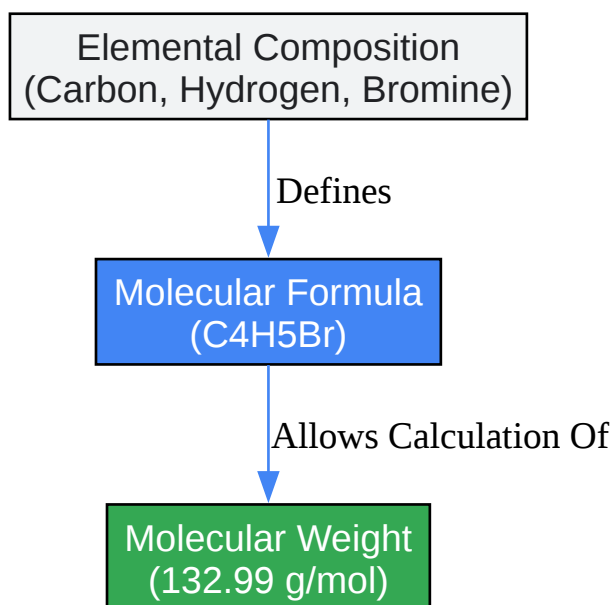 Elemental Composition
(Carbon, Hydrogen, Bromine)
Defines
Molecular Formula
(C4H5Br)
Allows Calculation Of
Molecular Weight
(132.99 g/mol)